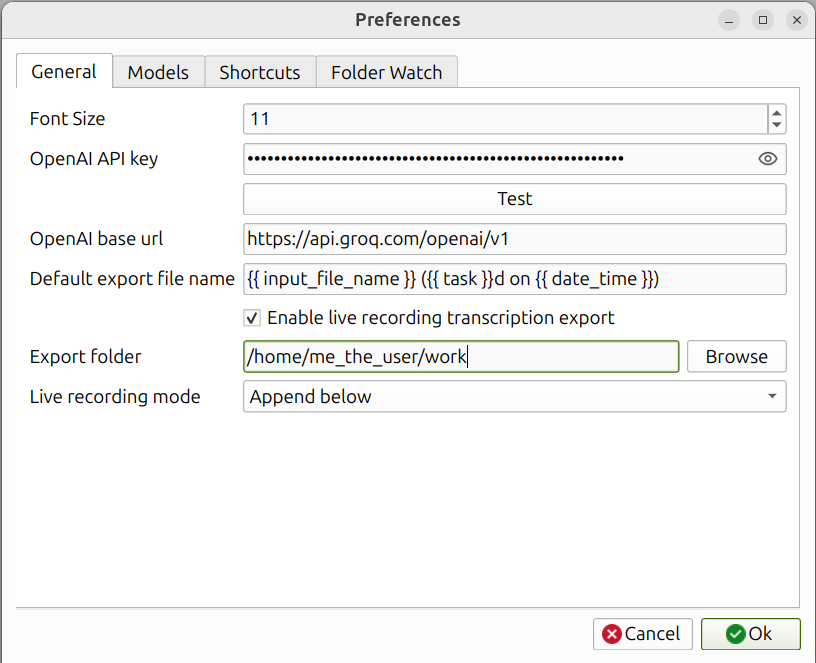 Preferences
General Models Shortcuts Folder Watch
Font Size 11
OpenAI API key ••••••••••••••••••••••••••••••••••••••••••••••••••••••••
Test
OpenAI base url https://api.groq.com/openai/v1
Default export file name {{ input_file_name }} ({{ task }}d on {{ date_time }})
Enable live recording transcription export
Export folder /home/me_the_user/work Browse
Live recording mode Append below
Cancel Ok